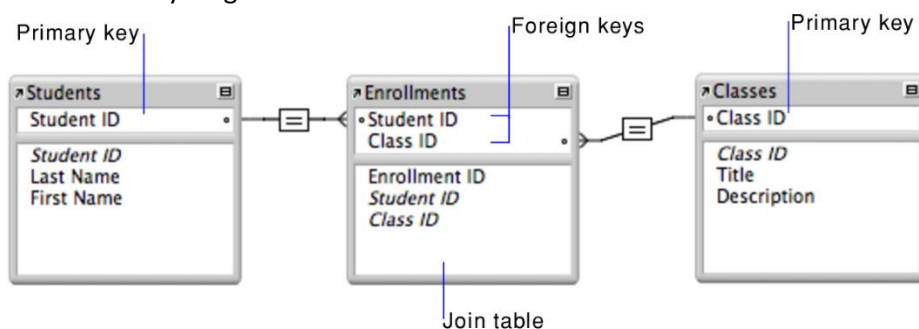 Primary key
Foreign keys
Primary key
Students
Student ID
Student ID
Last Name
First Name
Enrollments
Student ID
Class ID
Enrollment ID
Student ID
Class ID
Classes
Class ID
Class ID
Title
Description
Join table